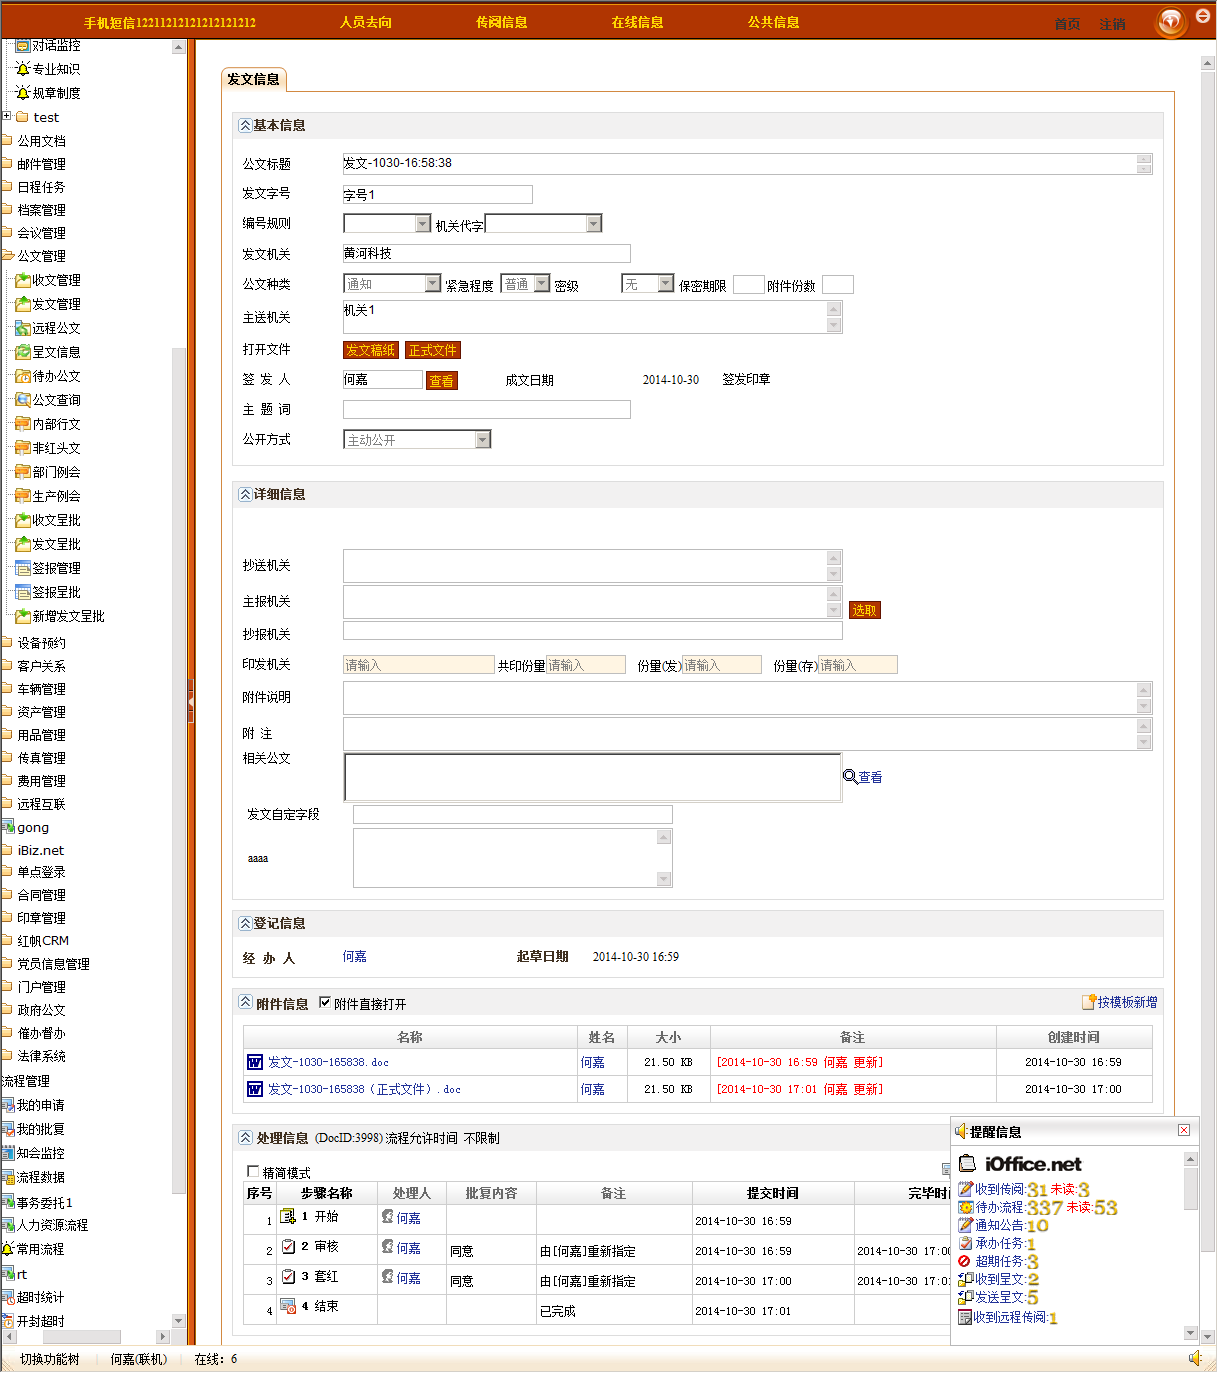 手机短信12211212121212121212 人员去向 传阅信息 在线信息 公共信息 首页 注销
对话监控
专业知识
规章制度
test
公用文档
邮件管理
日程任务
档案管理
会议管理
公文管理
收文管理
发文管理
远程公文
呈文信息
待办公文
公文查询
内部行文
非红头文
部门例会
生产例会
收文呈批
发文呈批
签报管理
签报呈批
新增发文呈批
设备预约
客户关系
车辆管理
资产管理
用品管理
传真管理
费用管理
远程互联
gong
iBiz.net
单点登录
合同管理
印章管理
红帆CRM
党员信息管理
门户管理
政府公文
催办督办
法律系统
流程管理
我的申请
我的批复
知会监控
流程数据
事务委托1
人力资源流程
常用流程
rt
超时统计
开封超时
发文信息
基本信息
公文标题 发文-1030-16:58:38
发文字号 字号1
编号规则 机关代字
发文机关 黄河科技
公文种类 通知 紧急程度 普通 密级 无 保密期限 附件份数
主送机关 机关1
打开文件 发文稿纸 正式文件
签 发 人 何嘉 查看 成文日期 2014-10-30 签发印章
主 题 词
公开方式 主动公开
详细信息
抄送机关
主报机关 选取
抄报机关
印发机关 请输入 共印份量 请输入 份量(发) 请输入 份量(存) 请输入
附件说明
附 注
相关公文 查看
发文自定字段
aaaa
登记信息
经 办 人 何嘉 起草日期 2014-10-30 16:59
附件信息 附件直接打开 按模板新增
名称 姓名 大小 备注 创建时间
发文-1030-165838.doc 何嘉 21.50 KB [2014-10-30 16:59 何嘉 更新] 2014-10-30 16:59
发文-1030-165838（正式文件）.doc 何嘉 21.50 KB [2014-10-30 17:01 何嘉 更新] 2014-10-30 17:00
处理信息 (DocID:3998) 流程允许时间 不限制
精简模式
序号 步骤名称 处理人 批复内容 备注 提交时间 完毕时
1 1 开始 何嘉 2014-10-30 16:59
2 2 审核 何嘉 同意 由[何嘉]重新指定 2014-10-30 16:59 2014-10-30 17:00
3 3 套红 何嘉 同意 由[何嘉]重新指定 2014-10-30 17:00 2014-10-30 17:01
4 4 结束 已完成 2014-10-30 17:01
提醒信息
iOffice.net
收到传阅:31 未读:3
待办流程:337 未读:53
通知公告:10
承办任务:1
超期任务:3
收到呈文:2
发送呈文:5
收到远程传阅:1
切换功能树 何嘉(联机) 在线: 6